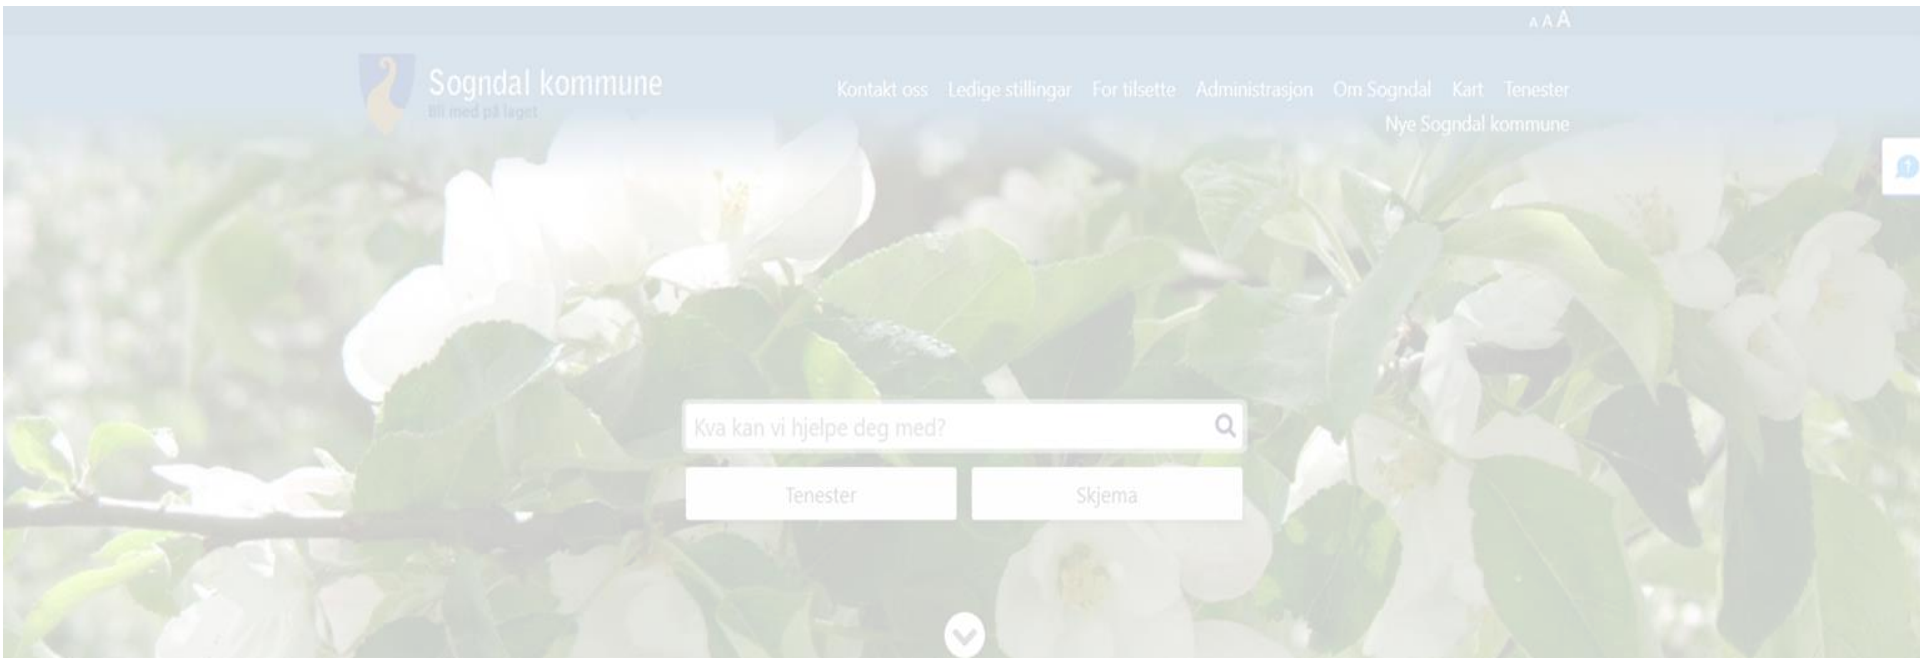 A A A
Sogndal kommune
Bli med på laget
Kontakt oss Ledige stillingar For tilsette Administrasjon Om Sogndal Kart Tenester
Nye Sogndal kommune
Kva kan vi hjelpe deg med?
Tenester Skjema